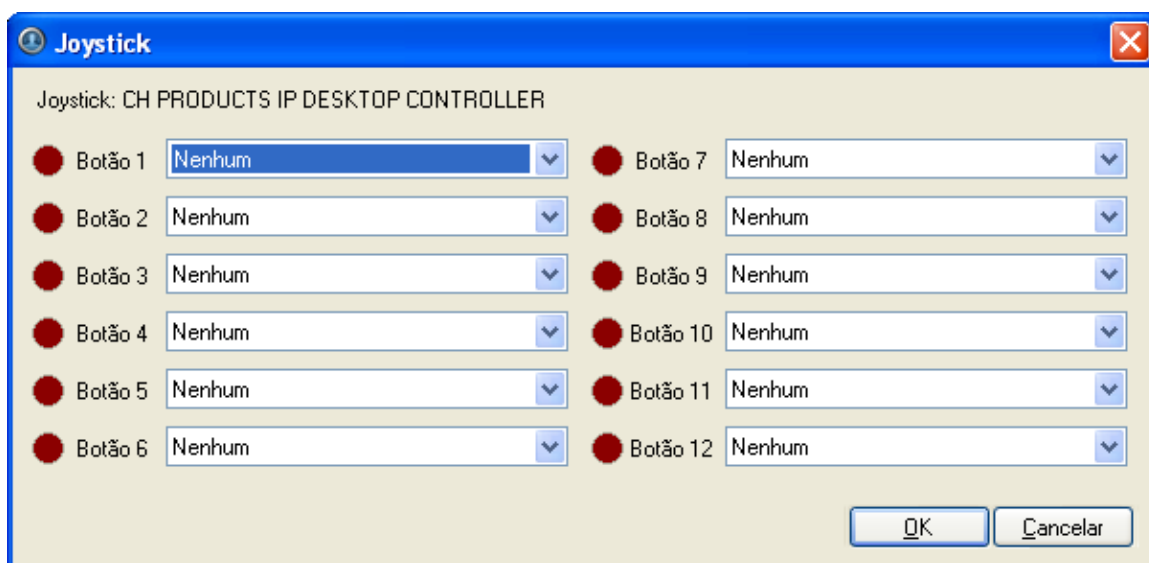 Joystick
Joystick: CH PRODUCTS IP DESKTOP CONTROLLER
Botão 1 Nenhum
Botão 2 Nenhum
Botão 3 Nenhum
Botão 4 Nenhum
Botão 5 Nenhum
Botão 6 Nenhum
Botão 7 Nenhum
Botão 8 Nenhum
Botão 9 Nenhum
Botão 10 Nenhum
Botão 11 Nenhum
Botão 12 Nenhum
OK Cancelar